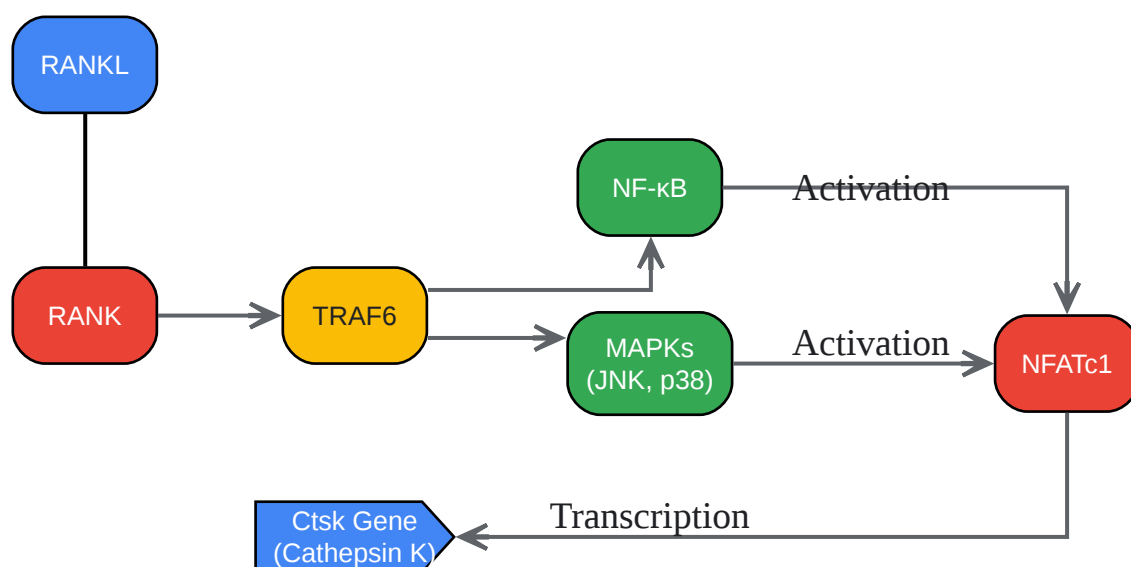 RANKL
NF-κB
Activation
RANK
TRAF6
MAPKs
(JNK, p38)
Activation
NFATc1
Ctsk Gene
(Cathepsin K)
Transcription